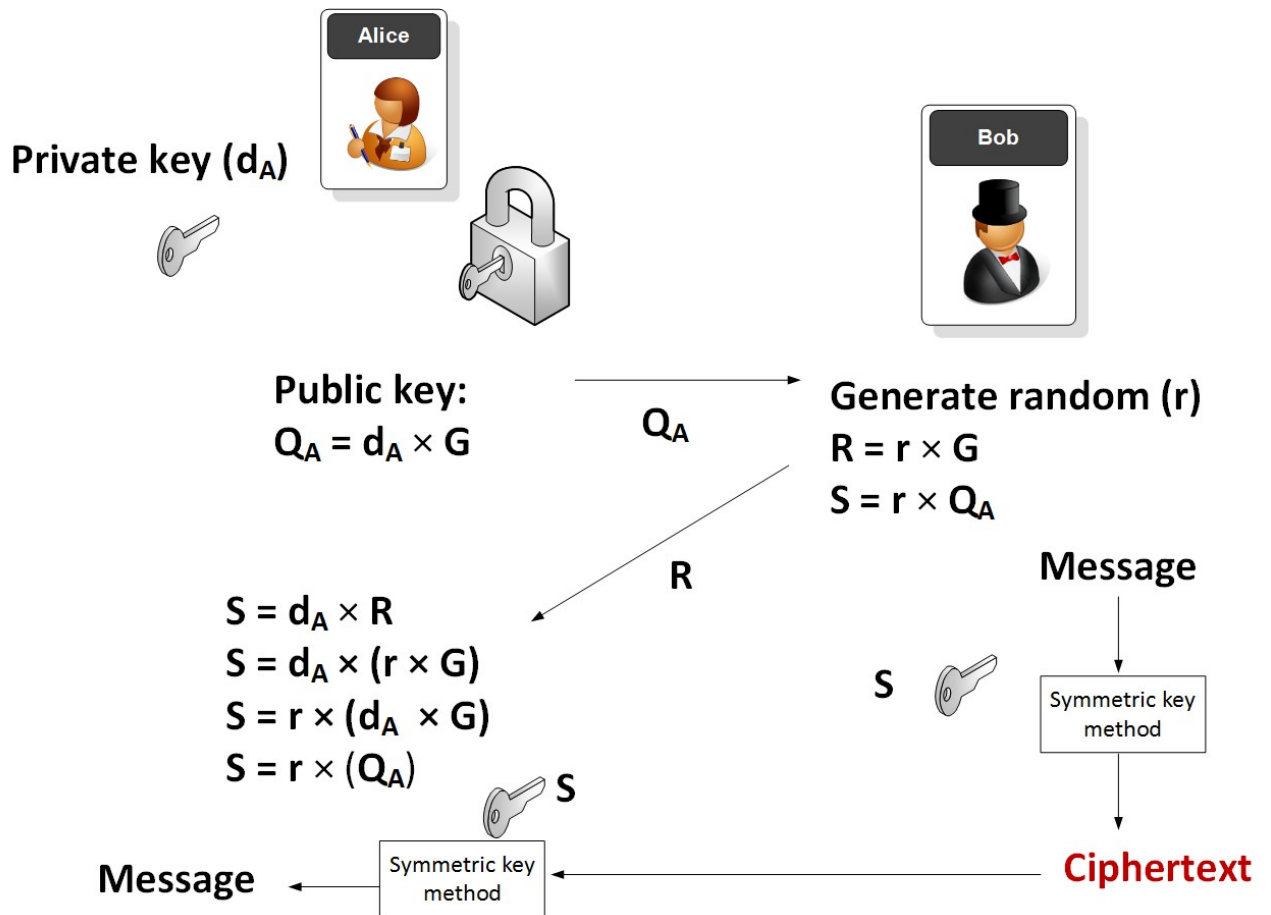 Alice
Private key (dA)
Bob
Public key:
QA = dA × G
QA
Generate random (r)
R = r × G
S = r × QA
R
S = dA × R
S = dA × (r × G)
S = r × (dA × G)
S = r × (QA)
S
Message
S
Symmetric key
method
Ciphertext
Symmetric key
method
Message